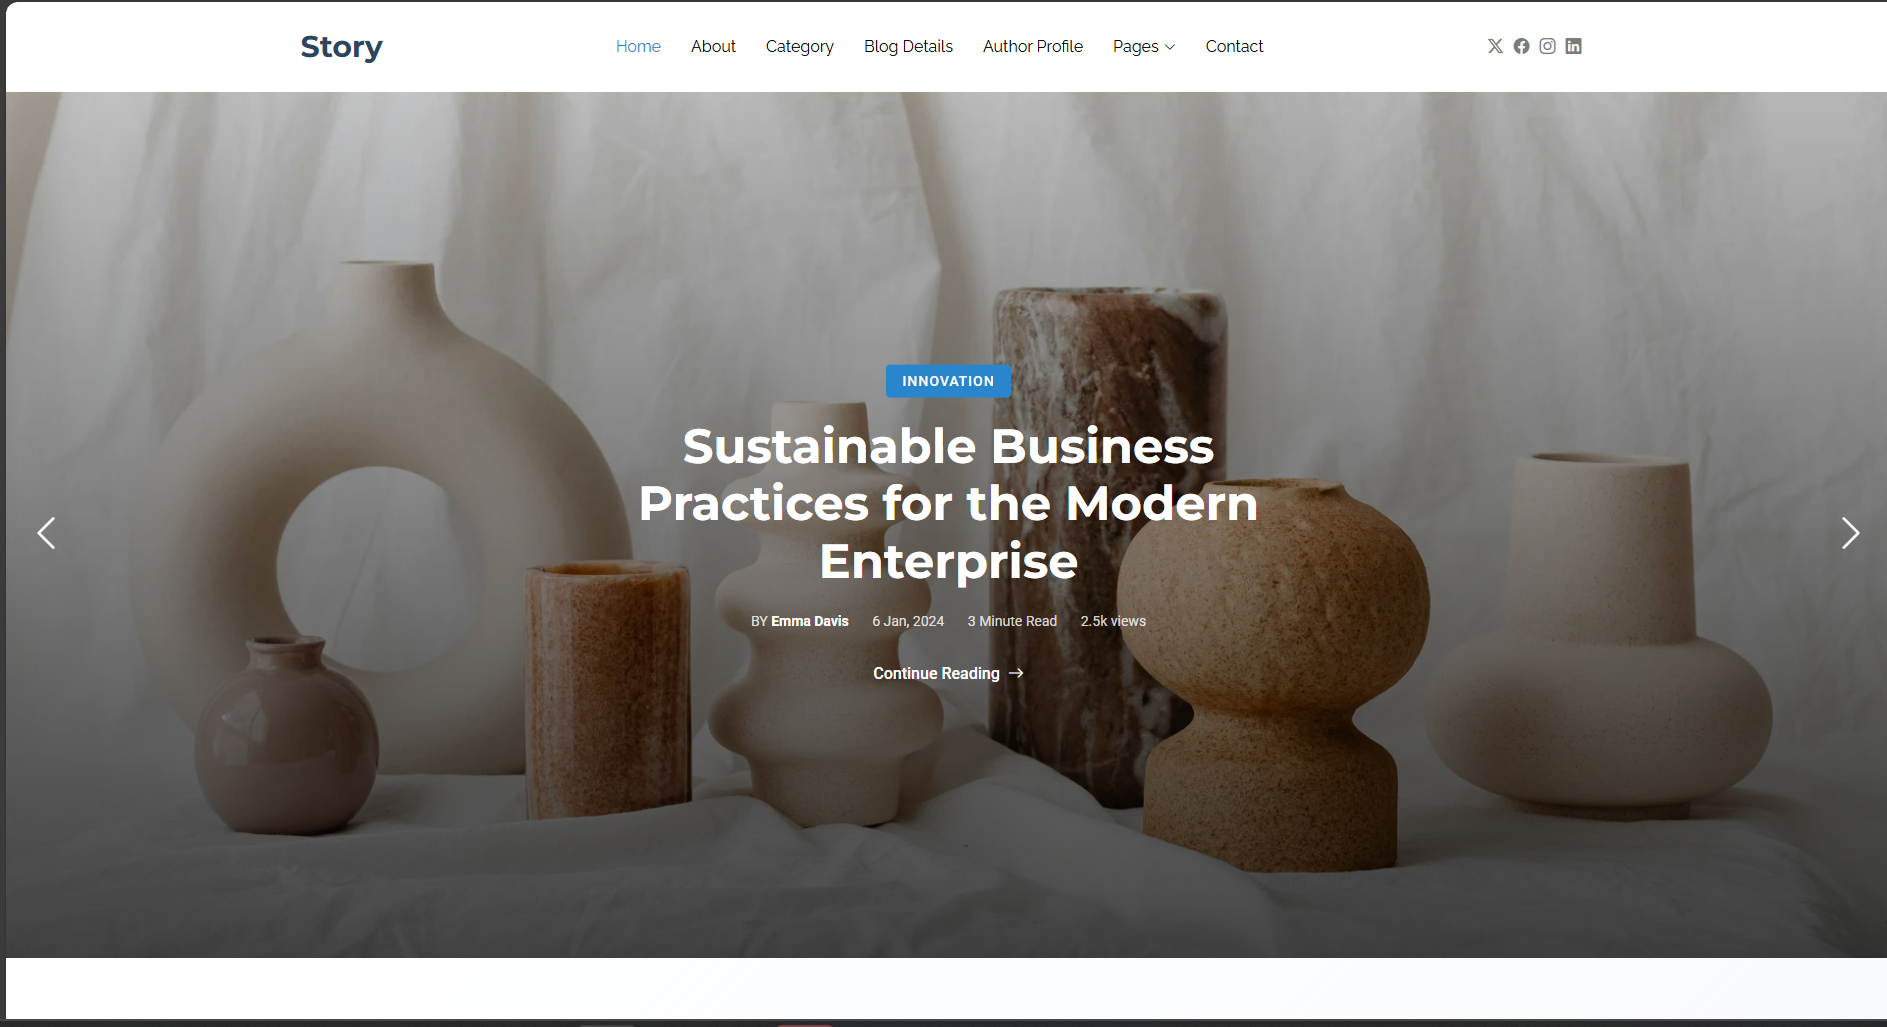 Story
Home About Category Blog Details Author Profile Pages Contact
INNOVATION
Sustainable Business
Practices for the Modern
Enterprise
BY Emma Davis 6 Jan, 2024 3 Minute Read 2.5k views
Continue Reading →